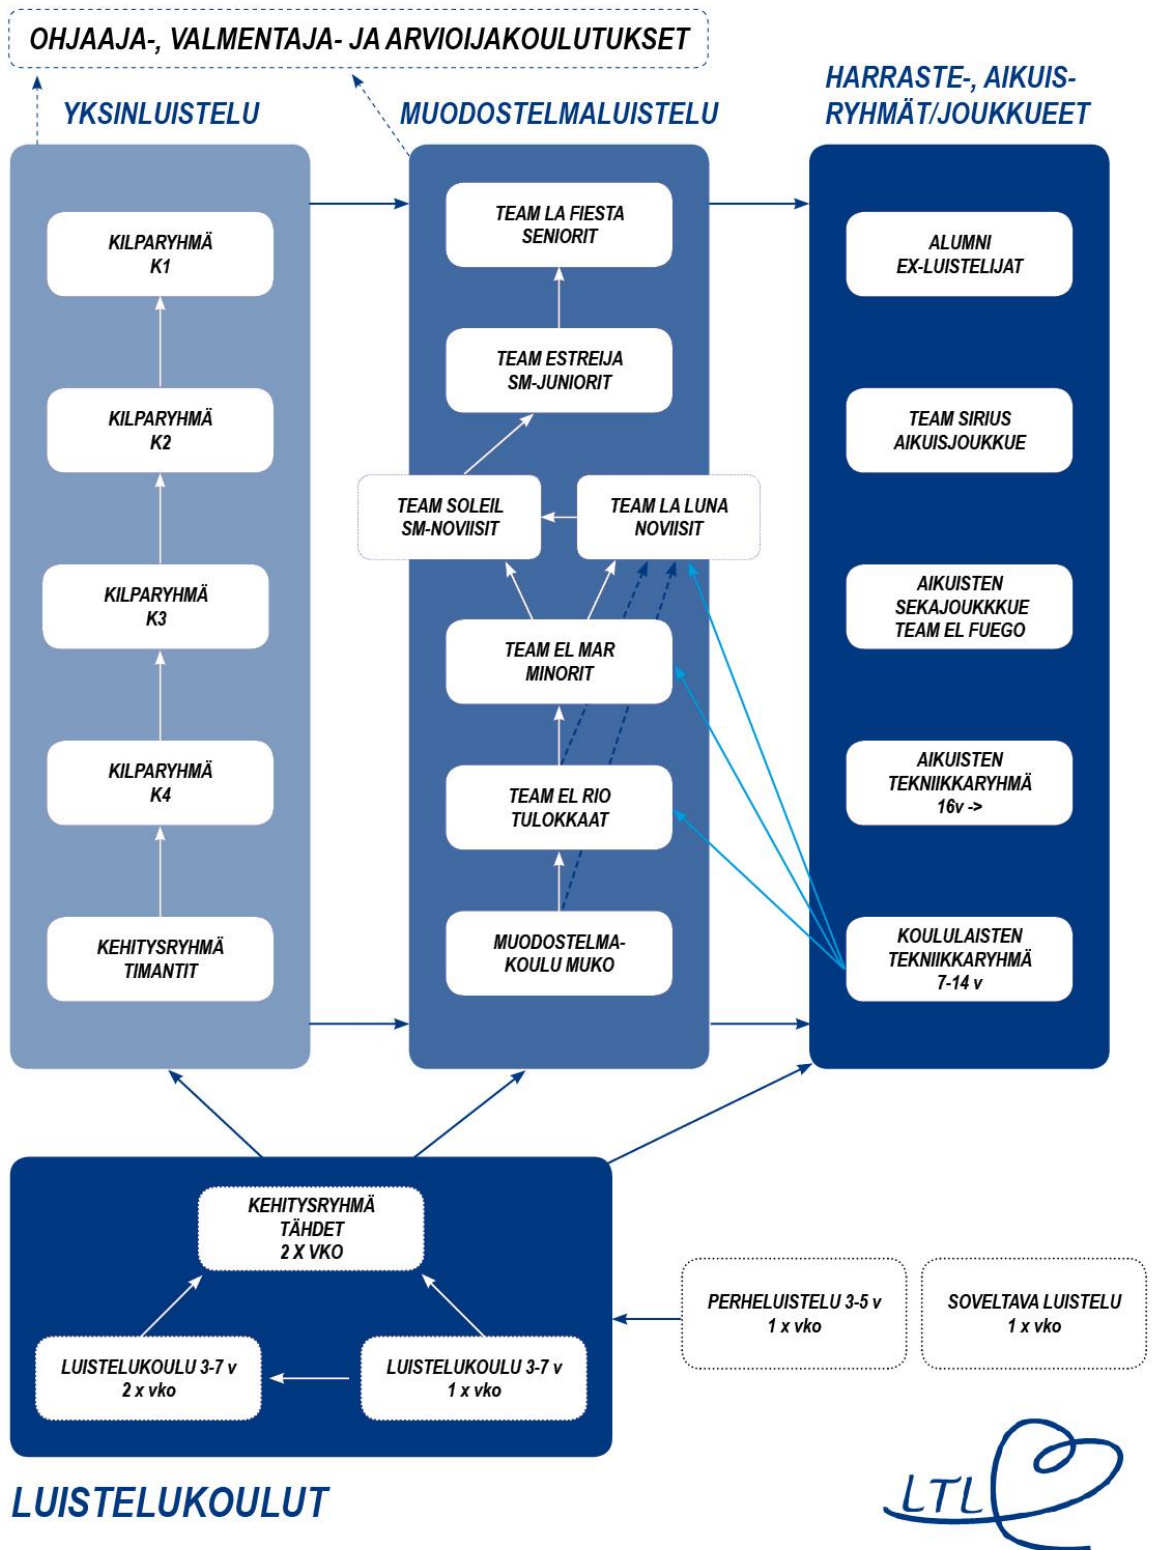 OHJAAJA-, VALMENTAJA- JA ARVIOIJAKOULUTUKSET
YKSINLUISTELU
KILPARYHMÄ
K1
KILPARYHMÄ
K2
KILPARYHMÄ
K3
KILPARYHMÄ
K4
KEHITYSRYHMÄ
TIMANTIT
MUODOSTELMALUISTELU
TEAM LA FIESTA
SENIORIT
TEAM ESTREIJA
SM-JUNIORIT
TEAM SOLEIL
SM-NOVIISIT
TEAM LA LUNA
NOVIISIT
TEAM EL MAR
MINORIT
TEAM EL RIO
TULOKKAAT
MUODOSTELMA-
KOULU MUKO
HARRASTE-, AIKUIS-
RYHMÄT/JOUKKUEET
ALUMNI
EX-LUISTELIJAT
TEAM SIRIUS
AIKUISJOUKKUE
AIKUISTEN
SEKAJOUKKKUE
TEAM EL FUEGO
AIKUISTEN
TEKNIIKKARYHMÄ
16v ->
KOULULAISTEN
TEKNIIKKARYHMÄ
7-14 v
KEHITYSRYHMÄ
TÄHDET
2 X VKO
LUISTELUKOULU 3-7 v
2 x vko
LUISTELUKOULU 3-7 v
1 x vko
PERHELUISTELU 3-5 v
1 x vko
SOVELTAVA LUISTELU
1 x vko
LUISTELUKOULUT
LTL